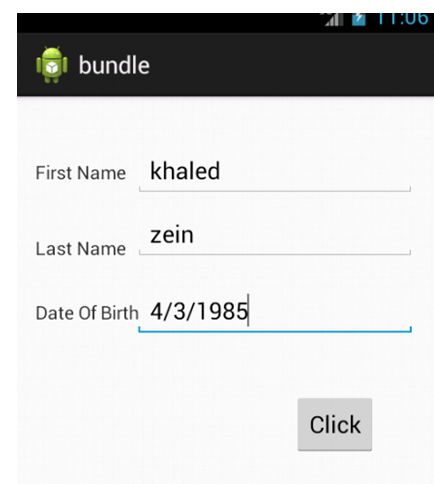 11:06
bundle
First Name khaled
Last Name zein
Date Of Birth 4/3/1985
Click